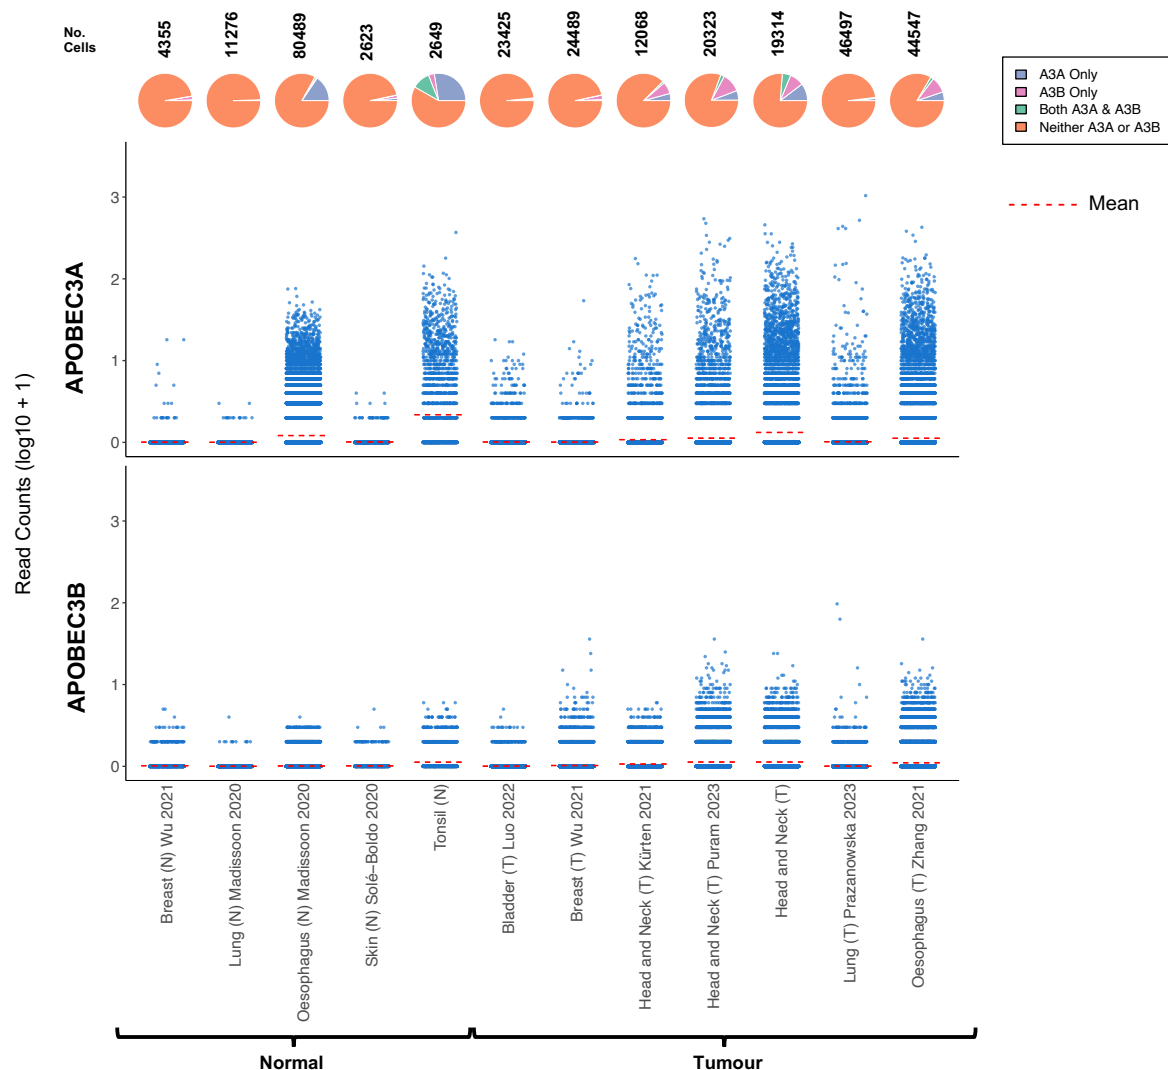 No.
Cells
4355
11276
80489
2623
2649
23425
24489
12068
20323
19314
46497
44547
A3A Only
A3B Only
Both A3A & A3B
Neither A3A or A3B
Mean
Read Counts (log10 + 1)
APOBEC3A
3
2
1
0
APOBEC3B
3
2
1
0
Breast (N) Wu 2021
Lung (N) Madissoon 2020
Oesophagus (N) Madissoon 2020
Skin (N) Solé−Boldo 2020
Tonsil (N)
Bladder (T) Luo 2022
Breast (T) Wu 2021
Head and Neck (T) Kürten 2021
Head and Neck (T) Puram 2023
Head and Neck (T)
Lung (T) Prazanowska 2023
Oesophagus (T) Zhang 2021
Normal
Tumour